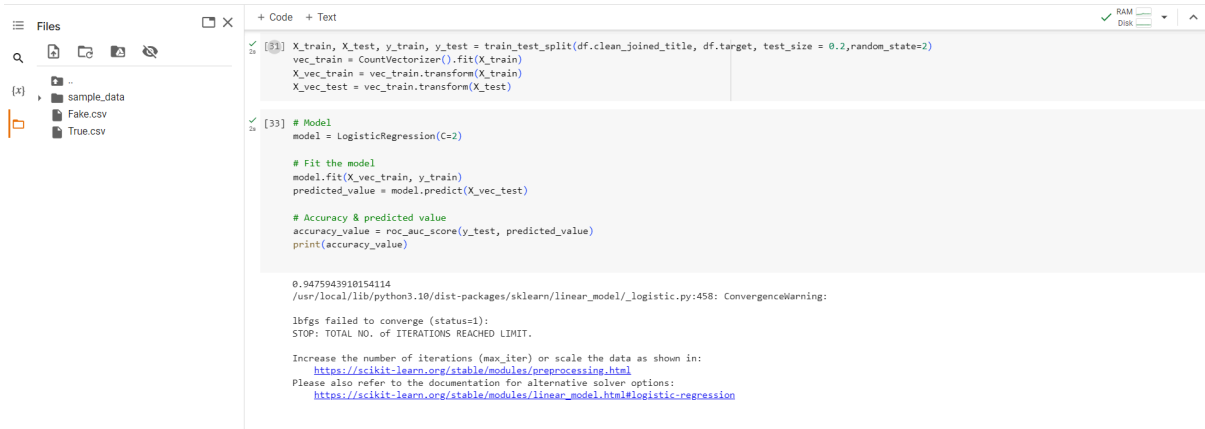 Files
..
sample_data
Fake.csv
True.csv
{x}
+ Code + Text
RAM
Disk
[31] X_train, X_test, y_train, y_test = train_test_split(df.clean_joined_title, df.target, test_size = 0.2,random_state=2)
2s
vec_train = CountVectorizer().fit(X_train)
X_vec_train = vec_train.transform(X_train)
X_vec_test = vec_train.transform(X_test)
[33] # Model
2s
model = LogisticRegression(C=2)
# Fit the model
model.fit(X_vec_train, y_train)
predicted_value = model.predict(X_vec_test)
# Accuracy & predicted value
accuracy_value = roc_auc_score(y_test, predicted_value)
print(accuracy_value)
0.9475943910154114
/usr/local/lib/python3.10/dist-packages/sklearn/linear_model/_logistic.py:458: ConvergenceWarning:
lbfgs failed to converge (status=1):
STOP: TOTAL NO. of ITERATIONS REACHED LIMIT.
Increase the number of iterations (max_iter) or scale the data as shown in:
https://scikit-learn.org/stable/modules/preprocessing.html
Please also refer to the documentation for alternative solver options:
https://scikit-learn.org/stable/modules/linear_model.html#logistic-regression